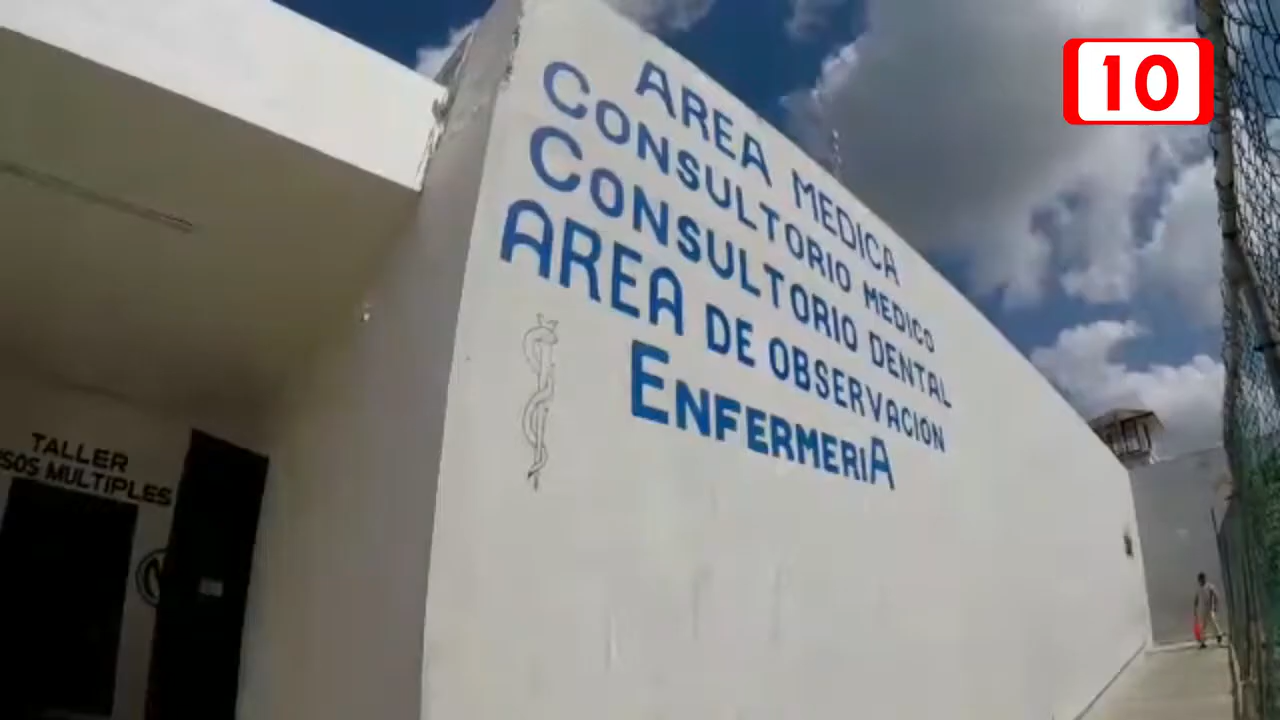 10
AREA MEDICA
CONSULTORIO MEDICO
CONSULTORIO DENTAL
AREA DE OBSERVACION
ENFERMERIA
TALLER
SOS MULTIPLES